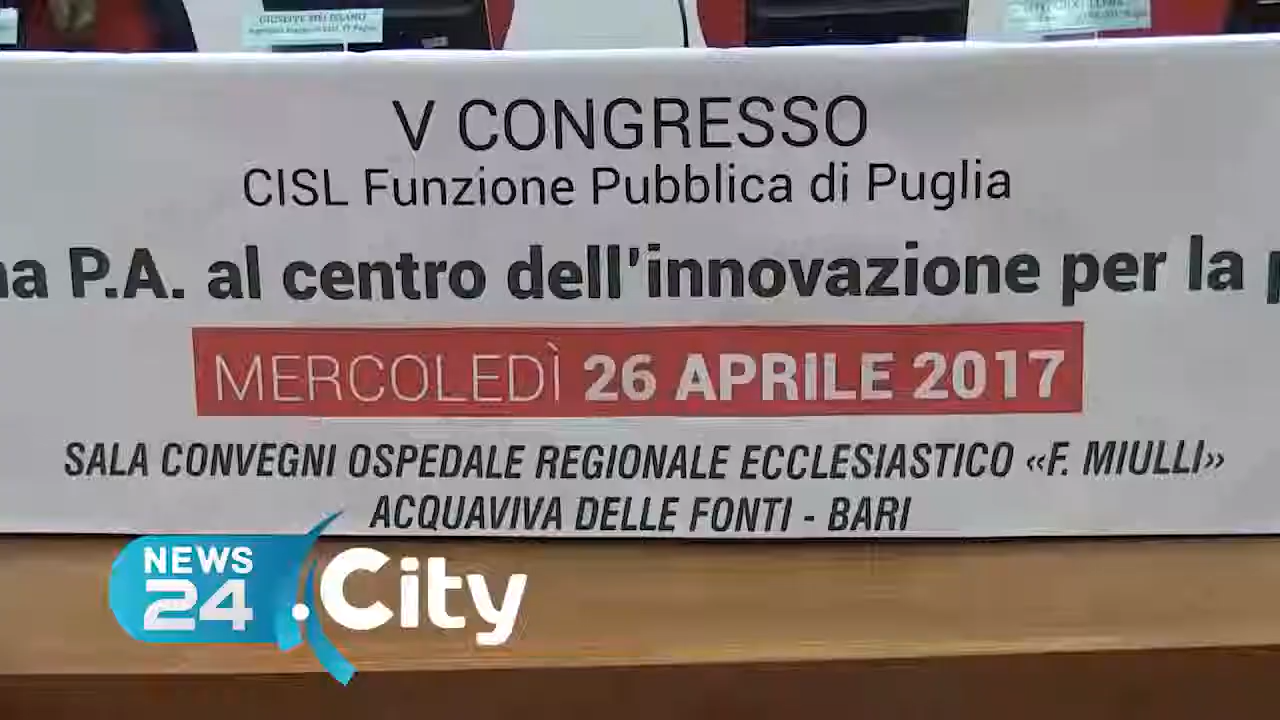 V CONGRESSO
CISL Funzione Pubblica di Puglia
P.A. al centro dell'innovazione per la
MERCOLEDÌ 26 APRILE 2017
SALA CONVEGNI OSPEDALE REGIONALE ECCLESIASTICO «F. MIULLI»
ACQUAVIVA DELLE FONTI - BARI
NEWS
24 .City